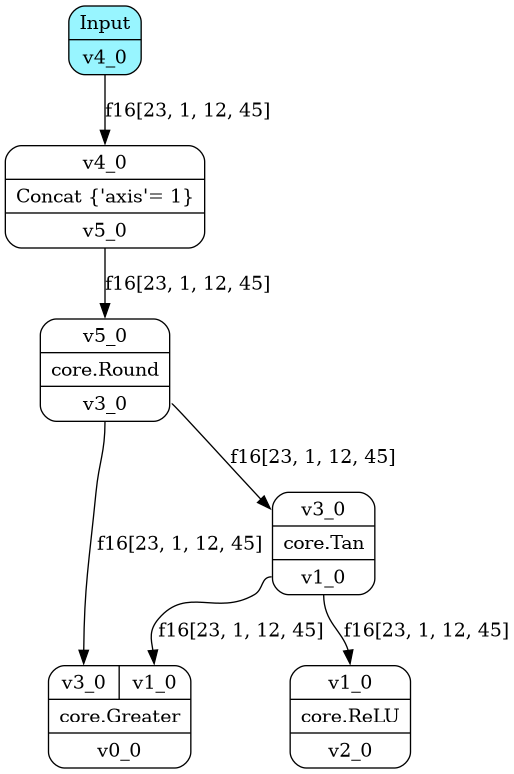 Input
v4_0
f16[23, 1, 12, 45]
v4_0
Concat {'axis'= 1}
v5_0
f16[23, 1, 12, 45]
v5_0
core.Round
v3_0
f16[23, 1, 12, 45]
v3_0
core.Tan
v1_0
f16[23, 1, 12, 45]
f16[23, 1, 12, 45]
f16[23, 1, 12, 45]
v3_0 v1_0
core.Greater
v0_0
v1_0
core.ReLU
v2_0